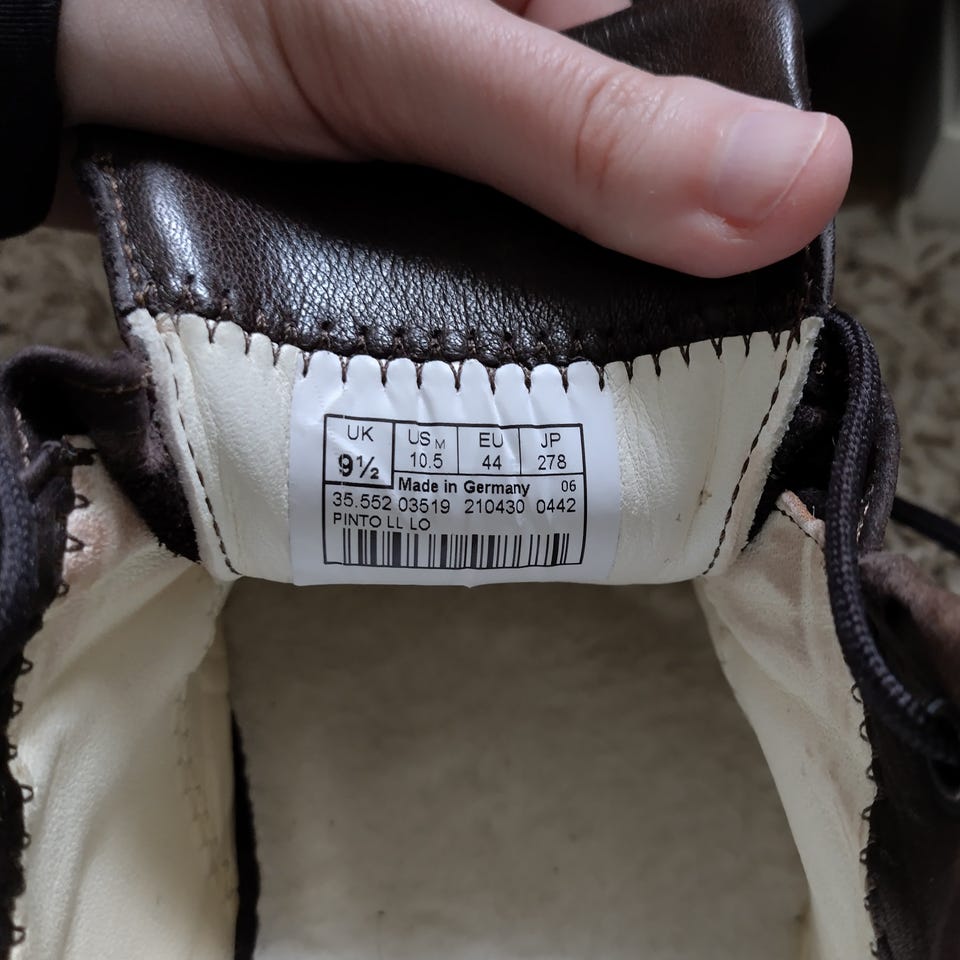 UK US M EU JP
9½ 10.5 44 278
Made in Germany 06
35.552 03519 210430 0442
PINTO LL LO